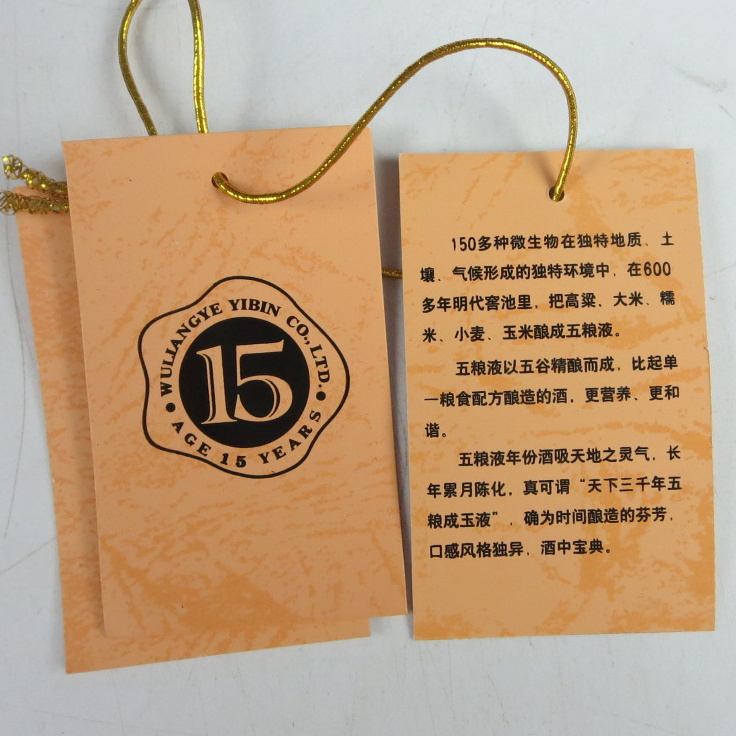 WULIANGYE YIBIN CO.,LTD.
15
AGE 15 YEARS
150多种微生物在独特地质、土
壤、气候形成的独特环境中，在600
多年明代窖池里，把高粱、大米、糯
米、小麦、玉米酿成五粮液。
五粮液以五谷精酿而成，比起单
一粮食配方酿造的酒，更营养、更和
谐。
五粮液年份酒吸天地之灵气，长
年累月陈化，真可谓“天下三千年五
粮成玉液”，确为时间酿造的芬芳，
口感风格独异，酒中宝典。